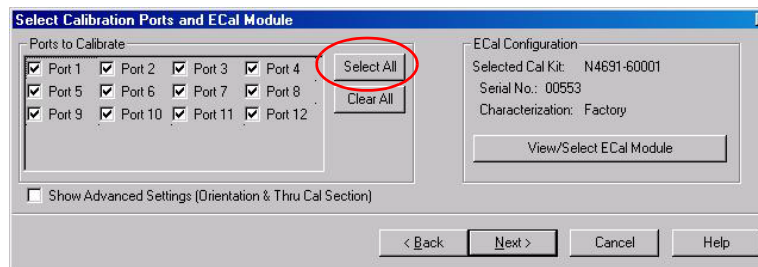 Select Calibration Ports and ECal Module
Ports to Calibrate
Port 1 Port 2 Port 3 Port 4
Port 5 Port 6 Port 7 Port 8
Port 9 Port 10 Port 11 Port 12
Select All
Clear All
ECal Configuration
Selected Cal Kit: N4691-60001
Serial No.: 00553
Characterization: Factory
View/Select ECal Module
Show Advanced Settings (Orientation & Thru Cal Section)
< Back Next > Cancel Help